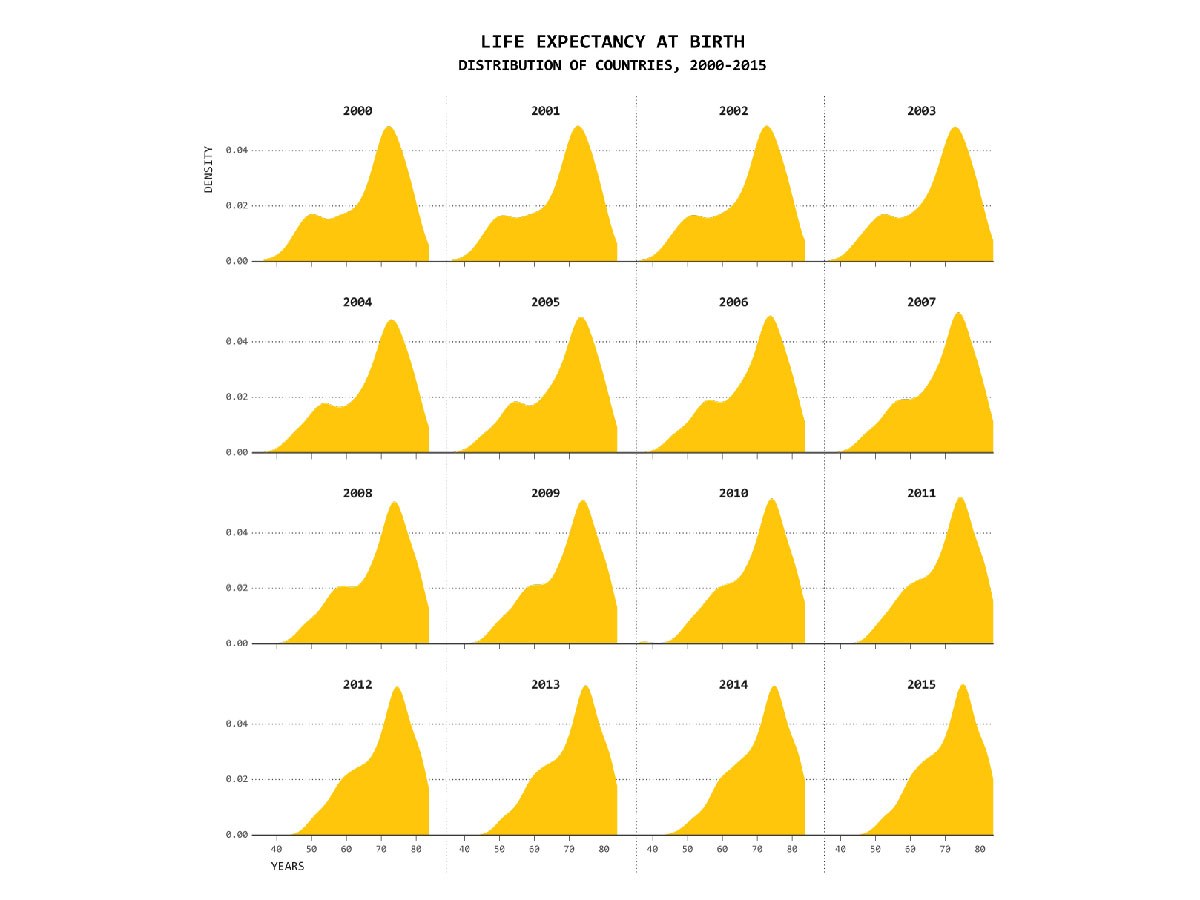 LIFE EXPECTANCY AT BIRTH
DISTRIBUTION OF COUNTRIES, 2000-2015
2000 2001 2002 2003
DENSITY
0.04
0.02
0.00
2004 2005 2006 2007
0.04
0.02
0.00
2008 2009 2010 2011
0.04
0.02
0.00
2012 2013 2014 2015
0.04
0.02
0.00
40 50 60 70 80 40 50 60 70 80 40 50 60 70 80 40 50 60 70 80
YEARS